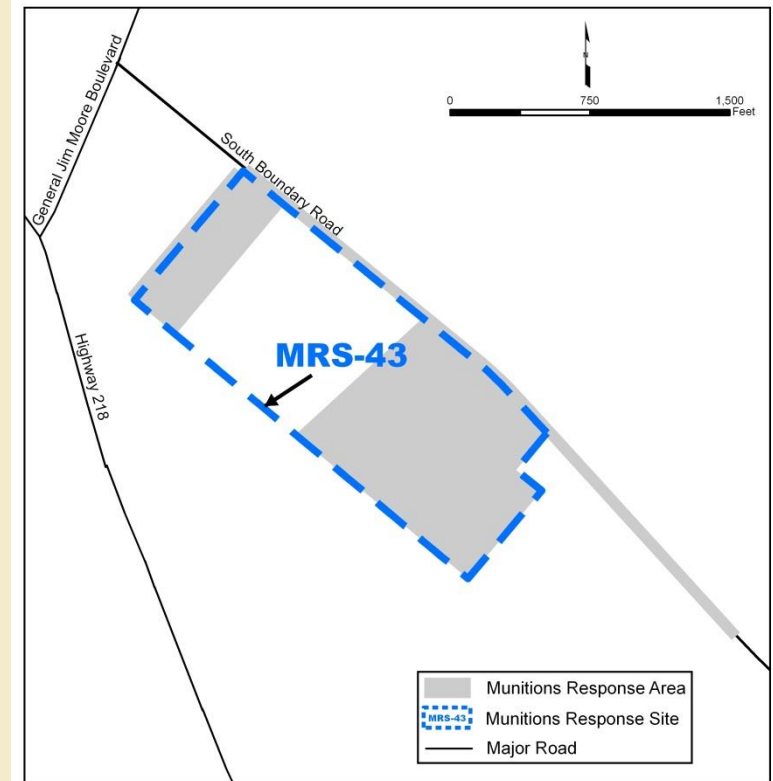 General Jim Moore Boulevard
South Boundary Road
Highway 218
N
0 750 1,500
Feet
MRS-43
Munitions Response Area
MRS-43 Munitions Response Site
Major Road